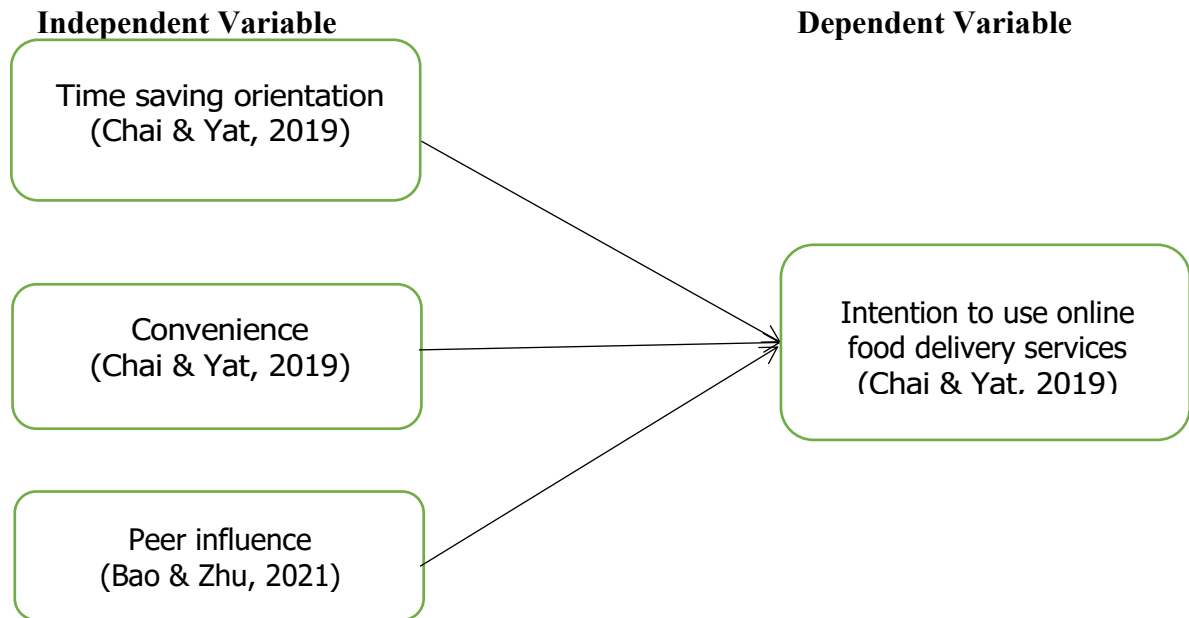 Independent Variable
Dependent Variable
Time saving orientation
(Chai & Yat, 2019)
Convenience
(Chai & Yat, 2019)
Peer influence
(Bao & Zhu, 2021)
Intention to use online
food delivery services
(Chai & Yat, 2019)